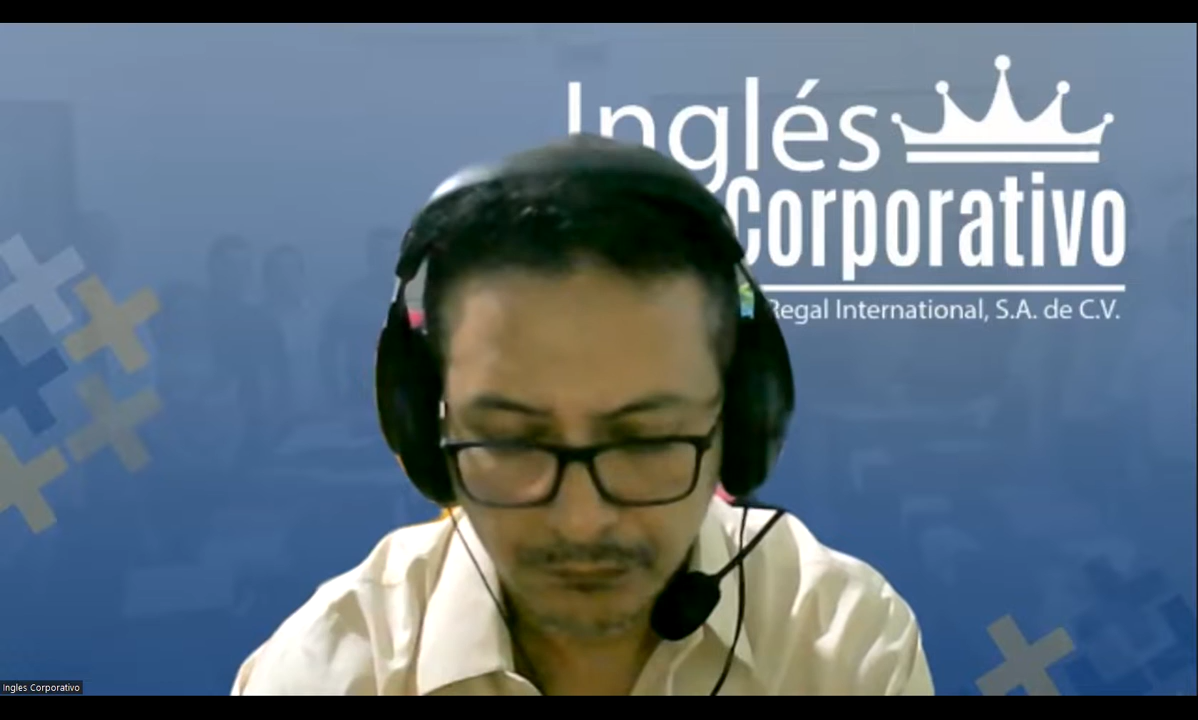 Inglés
Corporativo
Regal International, S.A. de C.V.
Ingles Corporativo